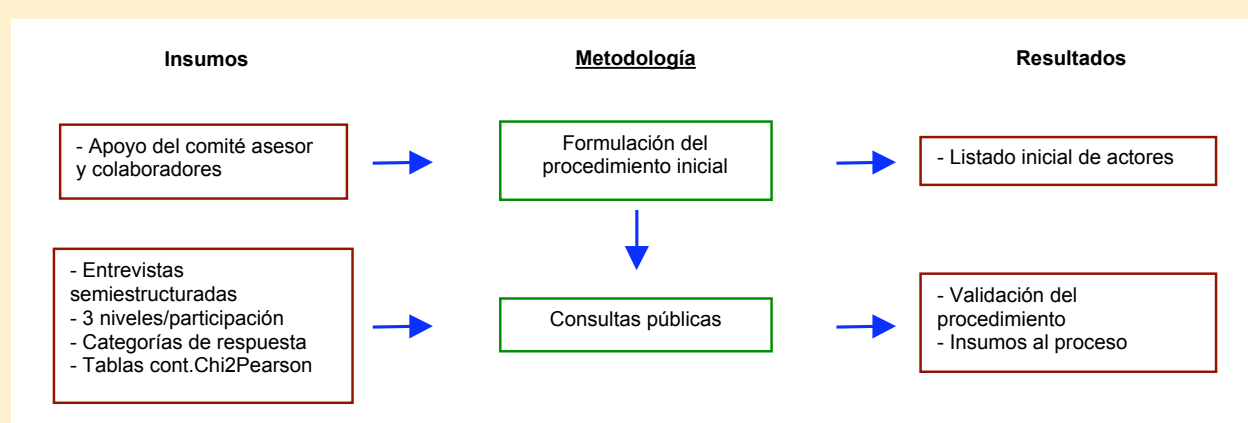 Insumos
Metodología
Resultados
- Apoyo del comité asesor
y colaboradores
Formulación del
procedimiento inicial
- Listado inicial de actores
- Entrevistas
semiestructuradas
- 3 niveles/participación
- Categorías de respuesta
- Tablas cont.Chi2Pearson
Consultas públicas
- Validación del
procedimiento
- Insumos al proceso